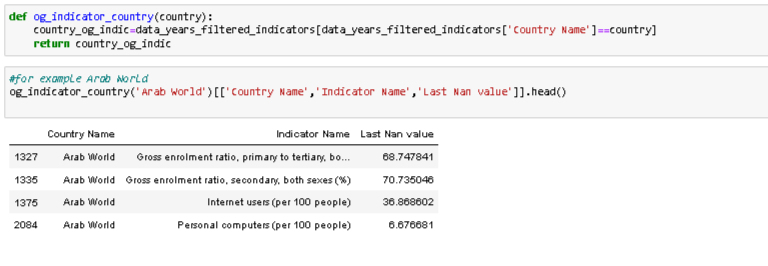 def og_indicator_country(country):
country_og_indic=data_years_filtered_indicators[data_years_filtered_indicators['Country Name']==country]
return country_og_indic
#for example Arab World
og_indicator_country('Arab World')[['Country Name','Indicator Name','Last Nan value']].head()
Country Name Indicator Name Last Nan value
1327 Arab World Gross enrolment ratio, primary to tertiary, bo... 68.747841
1335 Arab World Gross enrolment ratio, secondary, both sexes (%) 70.735046
1375 Arab World Internet users (per 100 people) 36.868602
2084 Arab World Personal computers (per 100 people) 6.676681